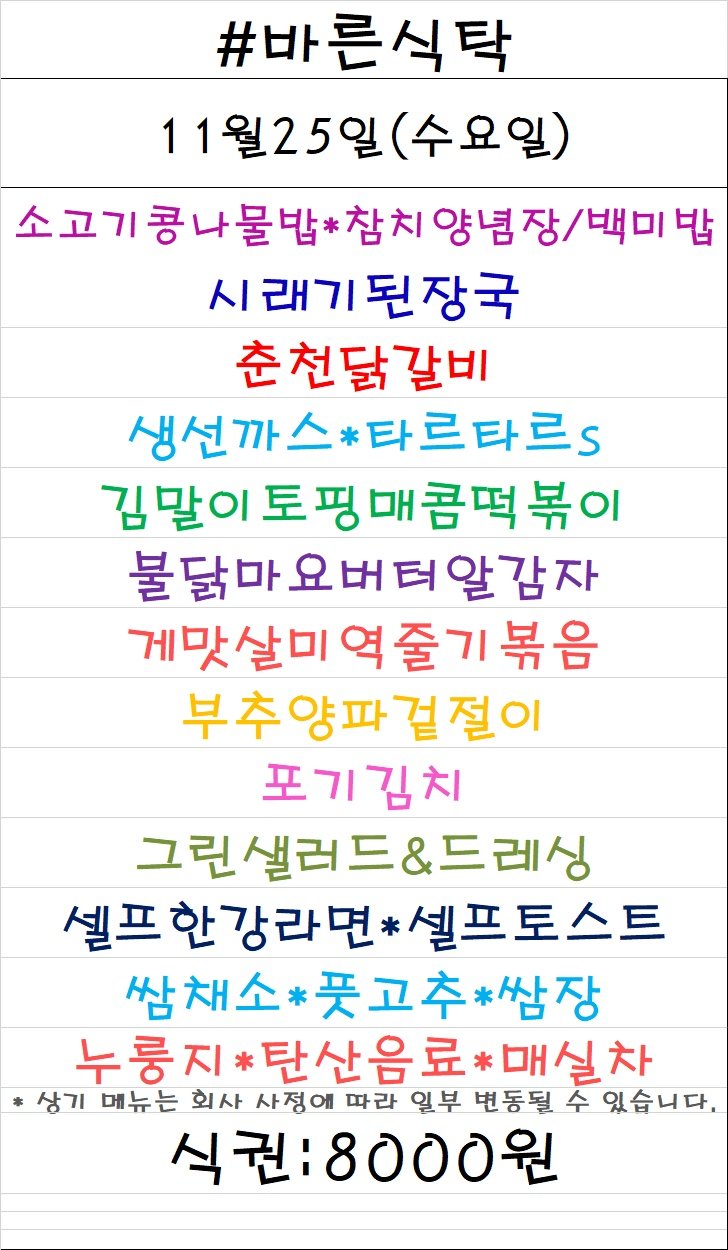 #바른식탁
11월25일(수요일)
소고기콩나물밥*참치양념장/백미밥
시래기된장국
춘천닭갈비
생선까스*타르타르s
김말이토핑매콤떡볶이
불닭마요버터알감자
게맛살미역줄기볶음
부추양파겉절이
포기김치
그린샐러드&드레싱
셀프한강라면*셀프토스트
쌈채소*풋고추*쌈장
누룽지*탄산음료*매실차
* 상기 메뉴는 회사 사정에 따라 일부 변동될 수 있습니다.
식권:8000원